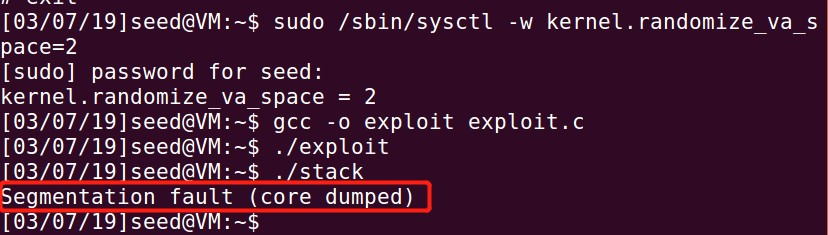 # exit
[03/07/19]seed@VM:~$ sudo /sbin/sysctl -w kernel.randomize_va_s
pace=2
[sudo] password for seed:
kernel.randomize_va_space = 2
[03/07/19]seed@VM:~$ gcc -o exploit exploit.c
[03/07/19]seed@VM:~$ ./exploit
[03/07/19]seed@VM:~$ ./stack
Segmentation fault (core dumped)
[03/07/19]seed@VM:~$